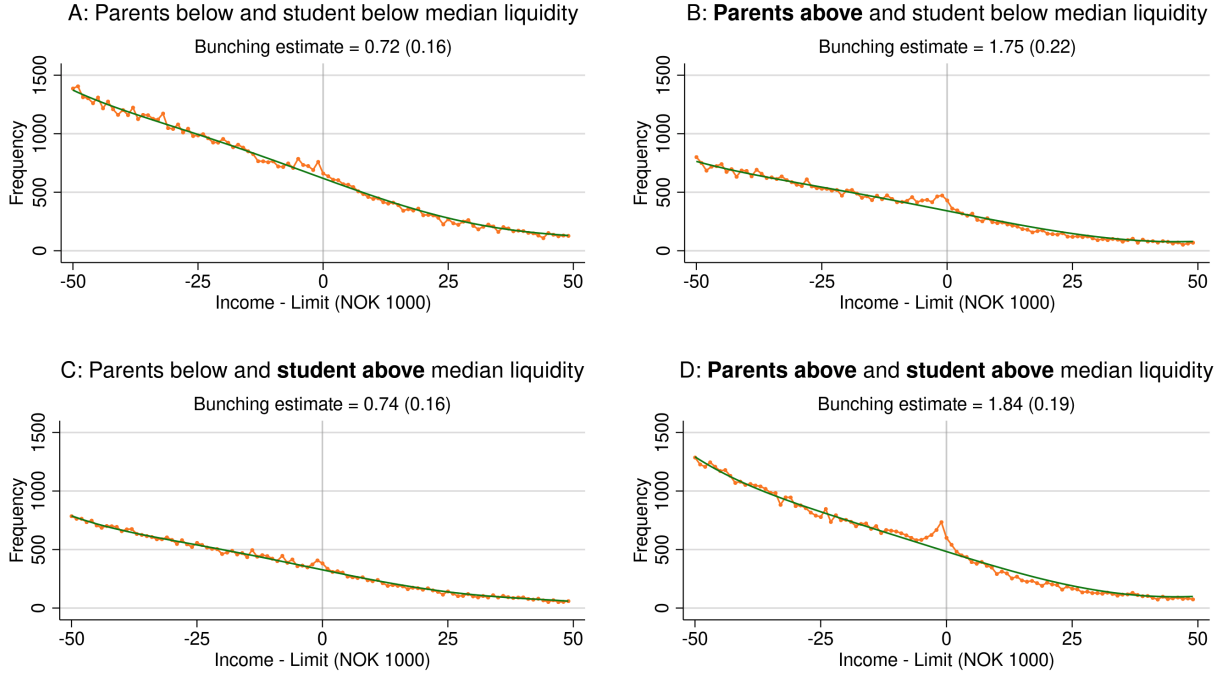 A: Parents below and student below median liquidity
Bunching estimate = 0.72 (0.16)
1500
1000
500
0
Frequency
-50
-25
0
25
50
Income - Limit (NOK 1000)
B: Parents above and student below median liquidity
Bunching estimate = 1.75 (0.22)
1500
1000
500
0
Frequency
-50
-25
0
25
50
Income - Limit (NOK 1000)
C: Parents below and student above median liquidity
Bunching estimate = 0.74 (0.16)
1500
1000
500
0
Frequency
-50
-25
0
25
50
Income - Limit (NOK 1000)
D: Parents above and student above median liquidity
Bunching estimate = 1.84 (0.19)
1500
1000
500
0
Frequency
-50
-25
0
25
50
Income - Limit (NOK 1000)